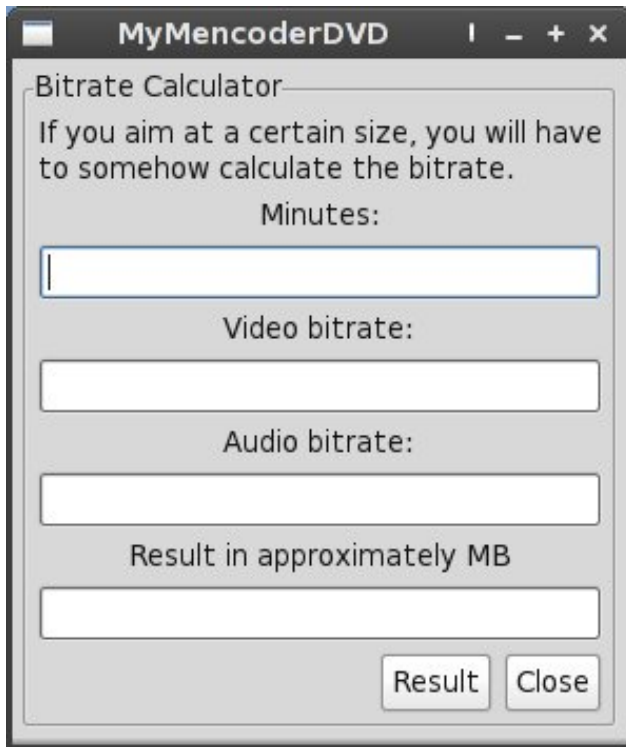 MyMencoderDVD
Bitrate Calculator
If you aim at a certain size, you will have
to somehow calculate the bitrate.
Minutes:
Video bitrate:
Audio bitrate:
Result in approximately MB
Result Close